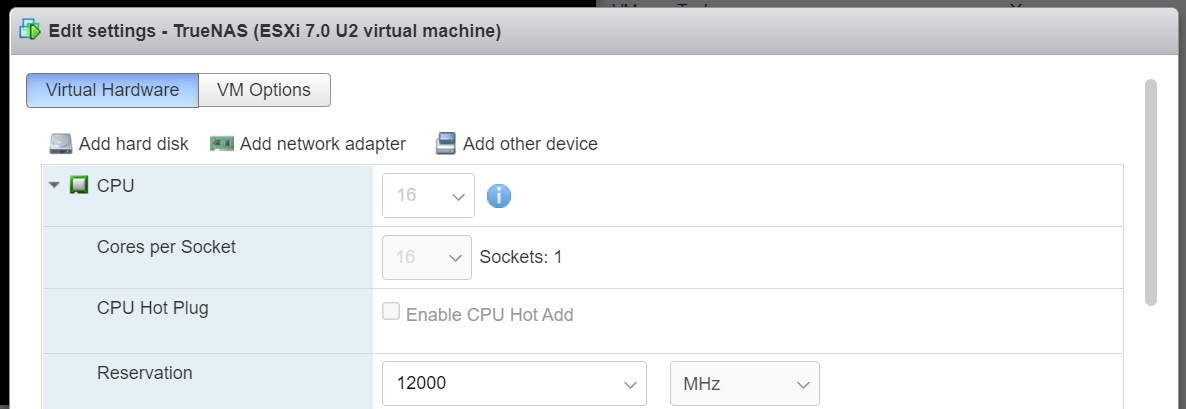 Edit settings - TrueNAS (ESXi 7.0 U2 virtual machine)
Virtual Hardware VM Options
Add hard disk Add network adapter Add other device
CPU 16
Cores per Socket 16 Sockets: 1
CPU Hot Plug Enable CPU Hot Add
Reservation 12000 MHz